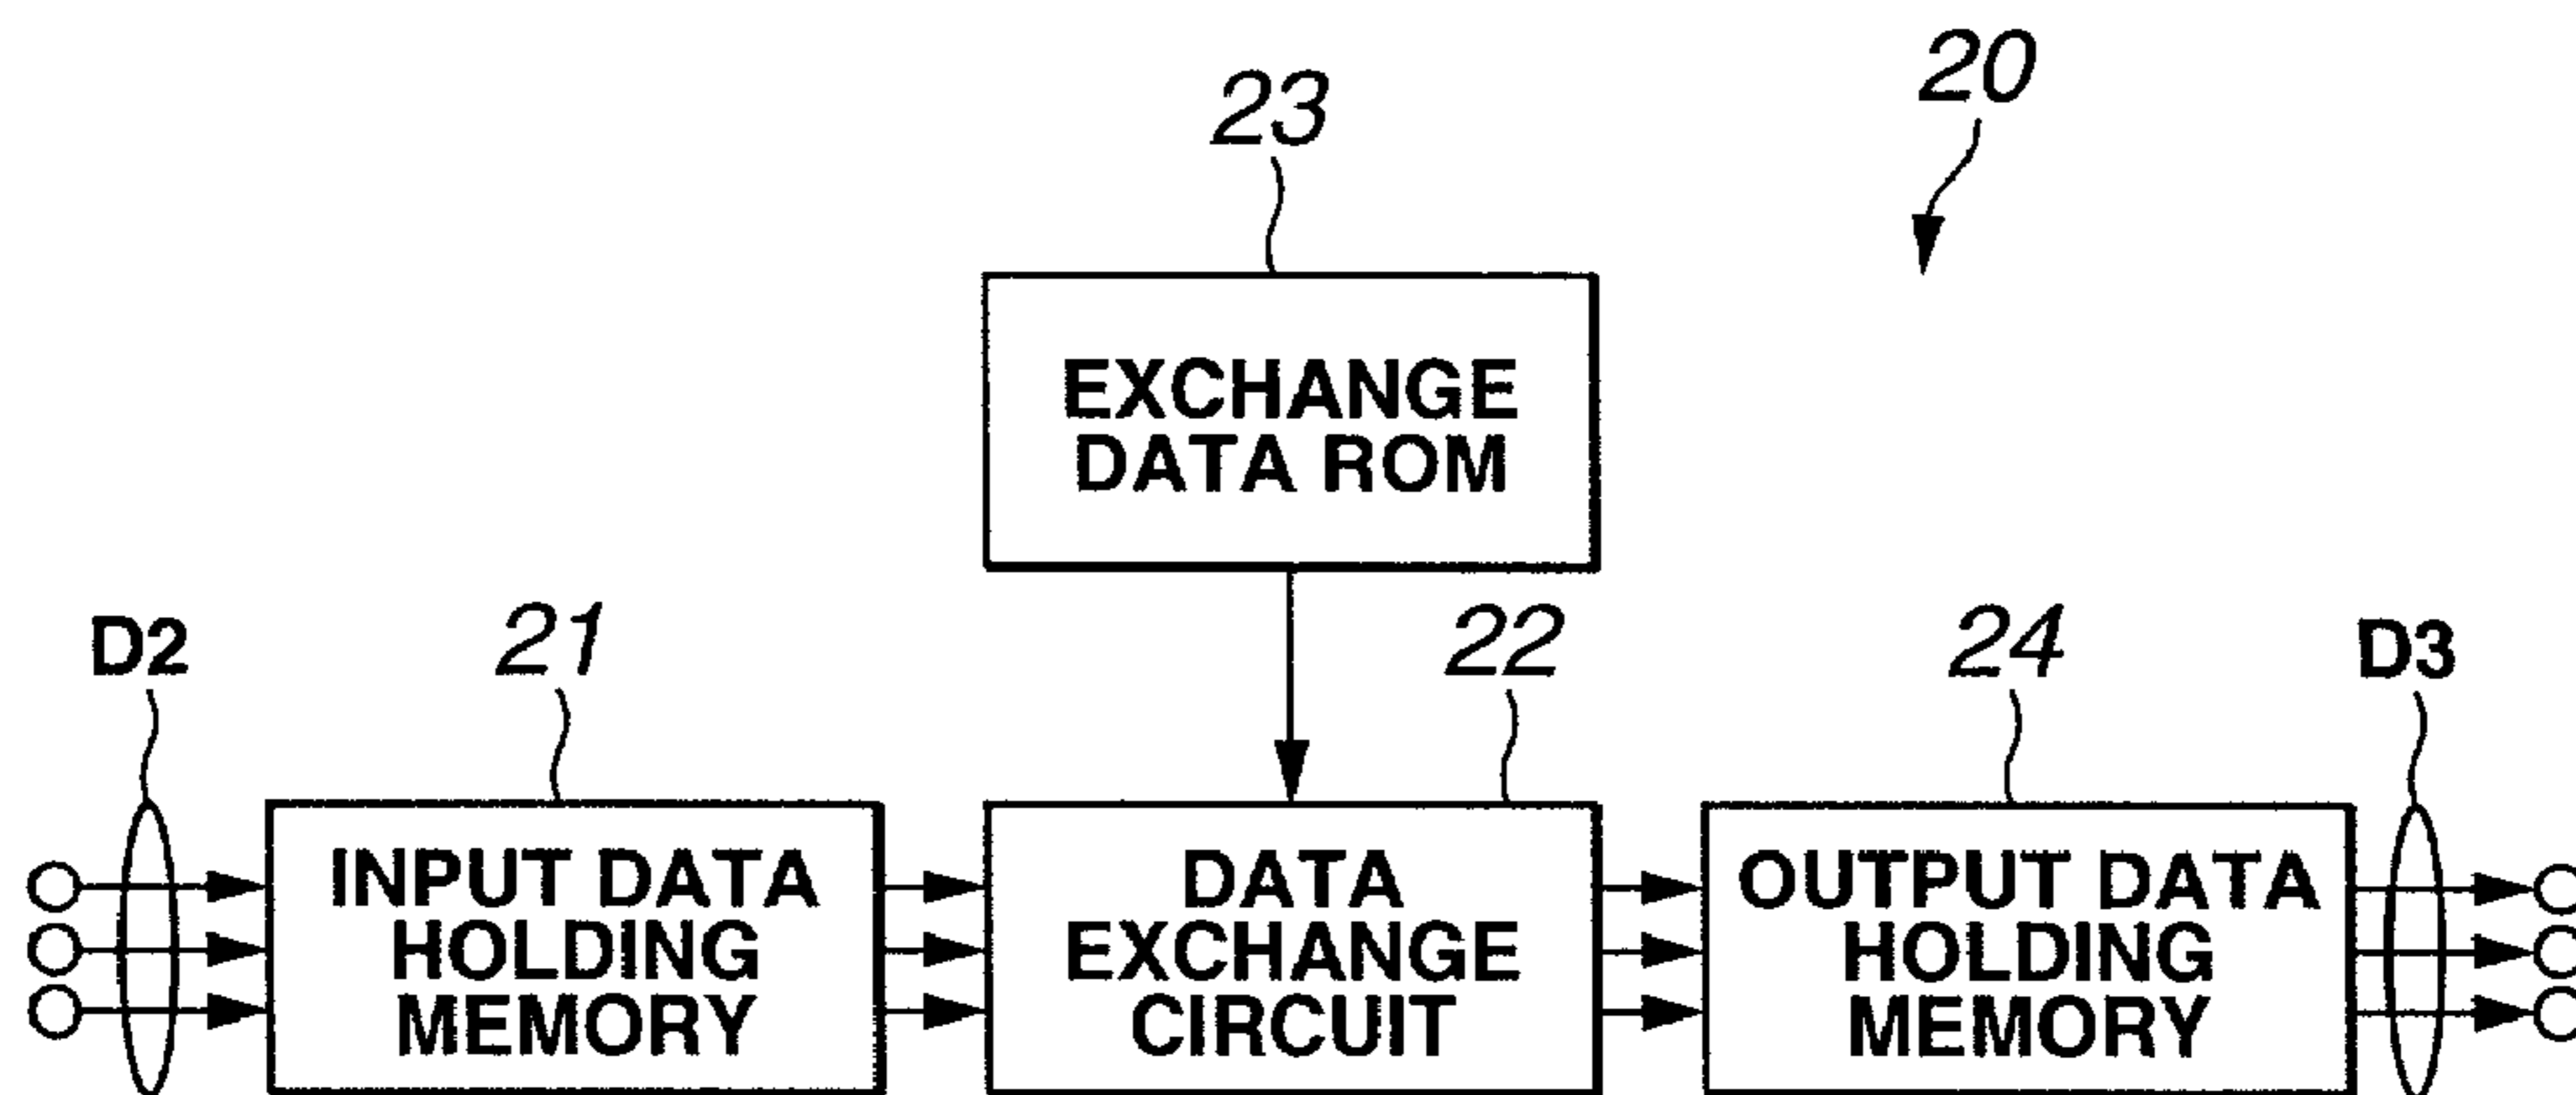 20
23
EXCHANGE
DATA ROM
D2
21
22
24
D3
INPUT DATA
HOLDING
MEMORY
DATA
EXCHANGE
CIRCUIT
OUTPUT DATA
HOLDING
MEMORY